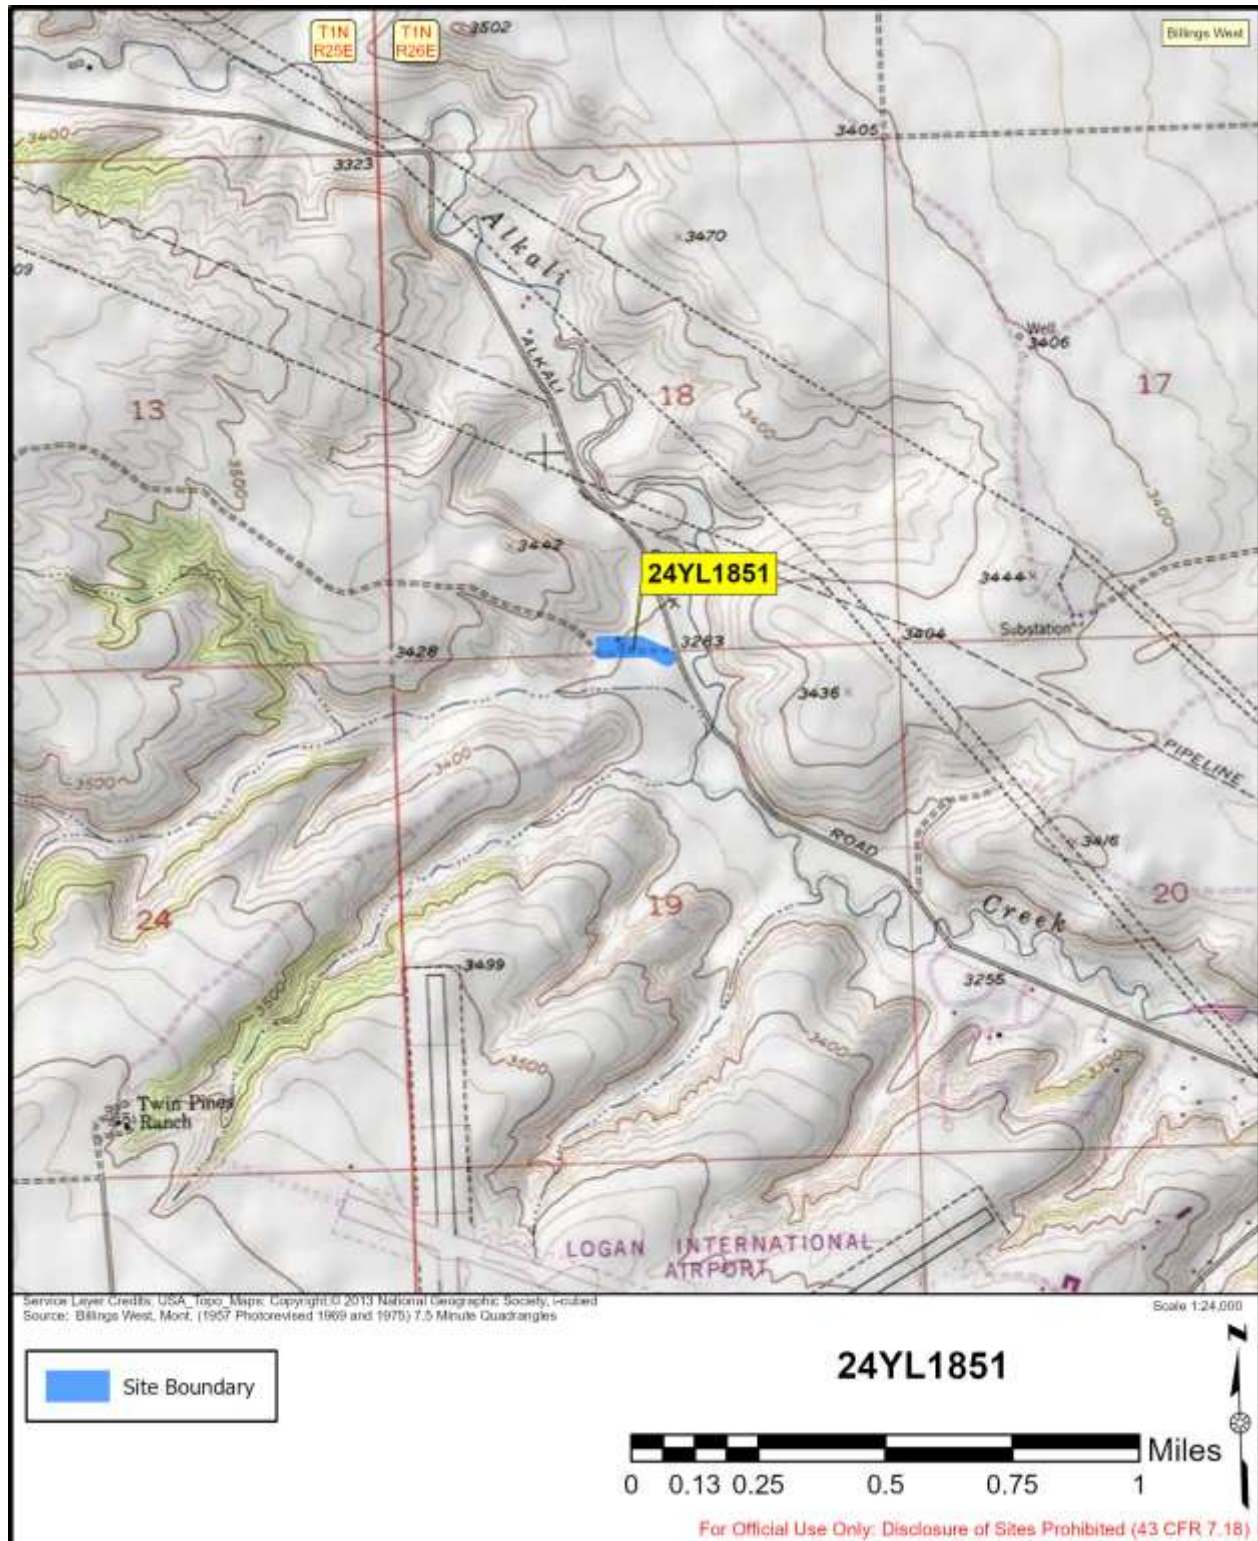 T1N
R25E
T1N
R26E
3502
Billings West
3400
3323
3405
3470
Alkali
09
Well
3406
ALKALI
13
18
17
3400
3500
3400
3442
24YL1851
3444
3283
3404
Substation
3428
3436
3400
3500
PIPELINE
ROAD
3416
24
19
20
Creek
3499
3255
3500
3500
3400
3300
Twin Pines
Ranch
LOGAN INTERNATIONAL
AIRPORT
Service Layer Credits: USA_Topo_Maps: Copyright:© 2013 National Geographic Society, i-cubed
Source: Billings West, Mont. (1957 Photorevised 1969 and 1975) 7.5 Minute Quadrangles
Scale 1:24,000
Site Boundary
24YL1851
N
Miles
0 0.13 0.25 0.5 0.75 1
For Official Use Only: Disclosure of Sites Prohibited (43 CFR 7.18)